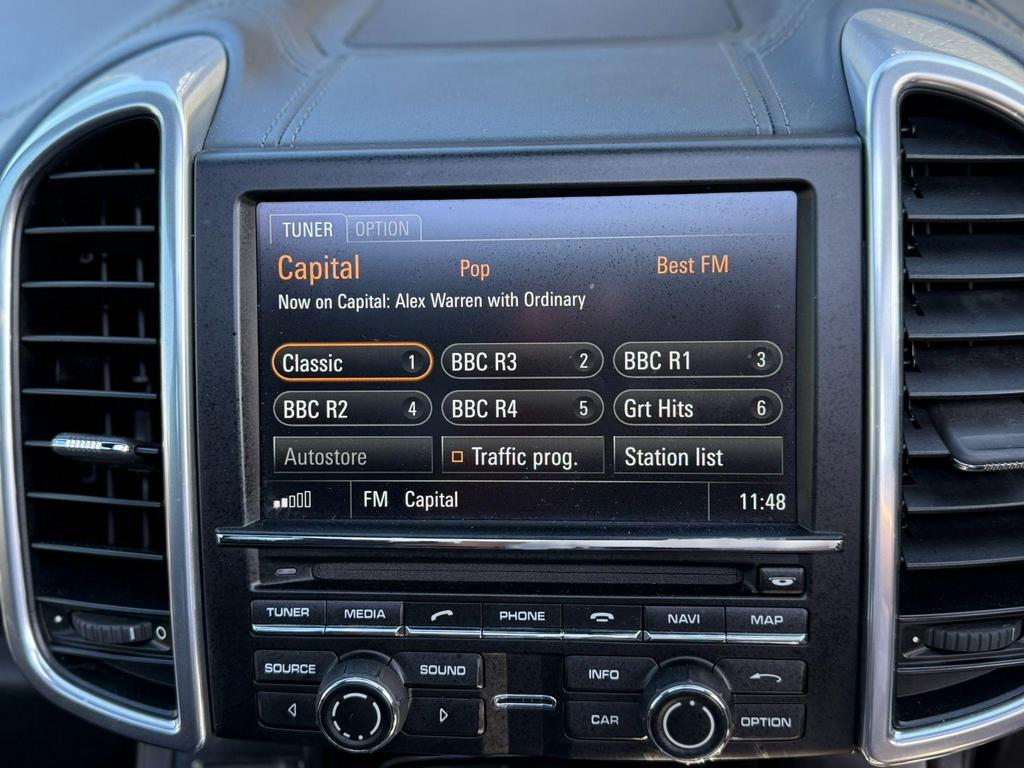 TUNER OPTION
Capital Pop Best FM
Now on Capital: Alex Warren with Ordinary
Classic 1 BBC R3 2 BBC R1 3
BBC R2 4 BBC R4 5 Grt Hits 6
Autostore Traffic prog. Station list
FM Capital 11:48
TUNER MEDIA PHONE NAVI MAP
SOURCE SOUND INFO
CAR OPTION